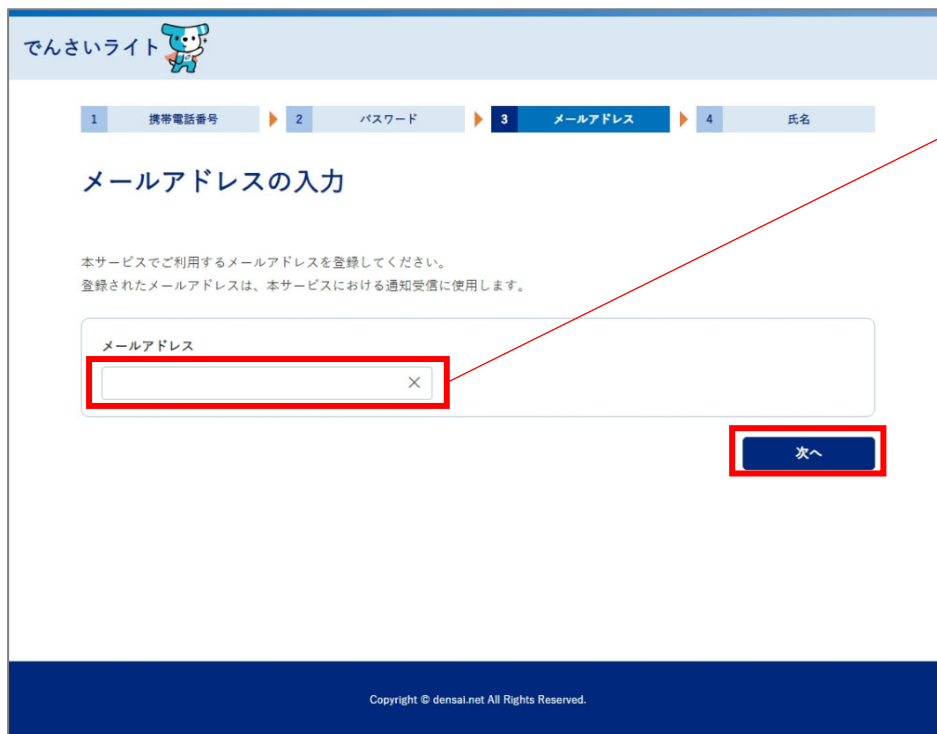 でんさいライト
1 携帯電話番号 2 パスワード 3 メールアドレス 4 氏名
メールアドレスの入力
本サービスでご利用するメールアドレスを登録してください。
登録されたメールアドレスは、本サービスにおける通知受信に使用します。
メールアドレス
次へ
Copyright © densai.net All Rights Reserved.